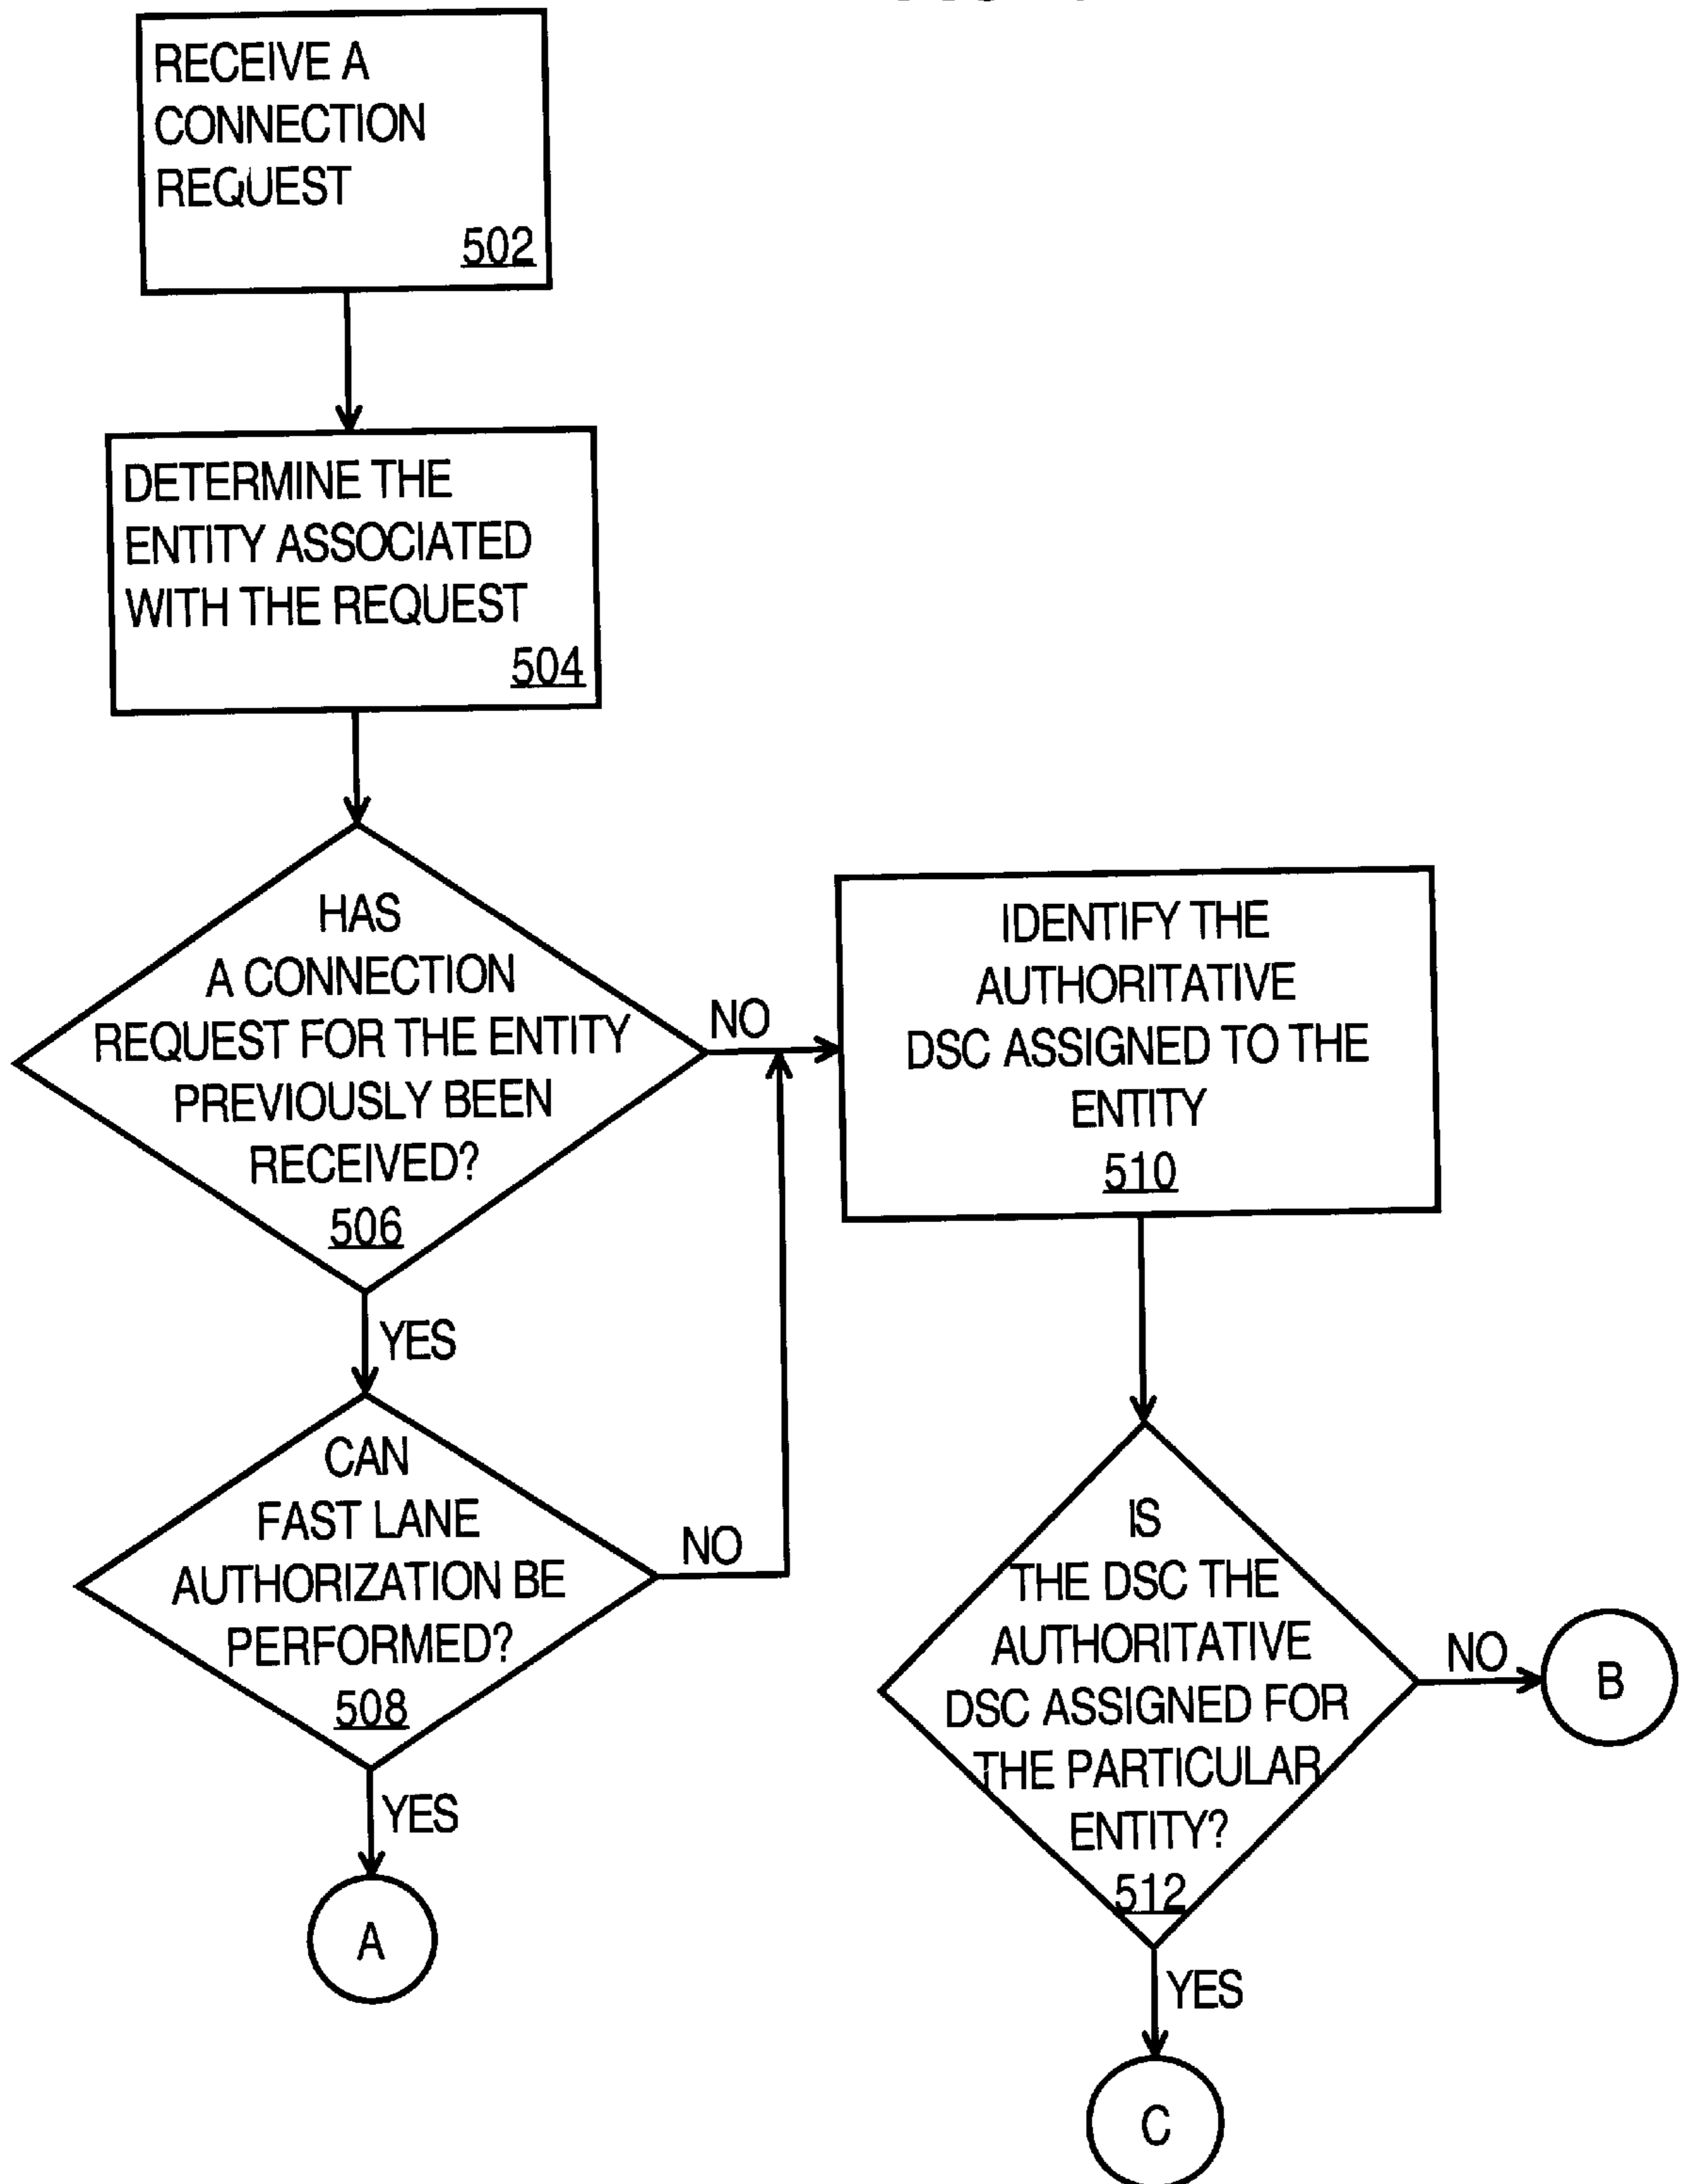 RECEIVE A
CONNECTION
REQUEST
502
DETERMINE THE
ENTITY ASSOCIATED
WITH THE REQUEST
504
HAS
A CONNECTION
REQUEST FOR THE ENTITY
PREVIOUSLY BEEN
RECEIVED?
506
NO
YES
CAN
FAST LANE
AUTHORIZATION BE
PERFORMED?
508
NO
YES
A
IDENTIFY THE
AUTHORITATIVE
DSC ASSIGNED TO THE
ENTITY
510
IS
THE DSC THE
AUTHORITATIVE
DSC ASSIGNED FOR
THE PARTICULAR
ENTITY?
512
NO
B
YES
C